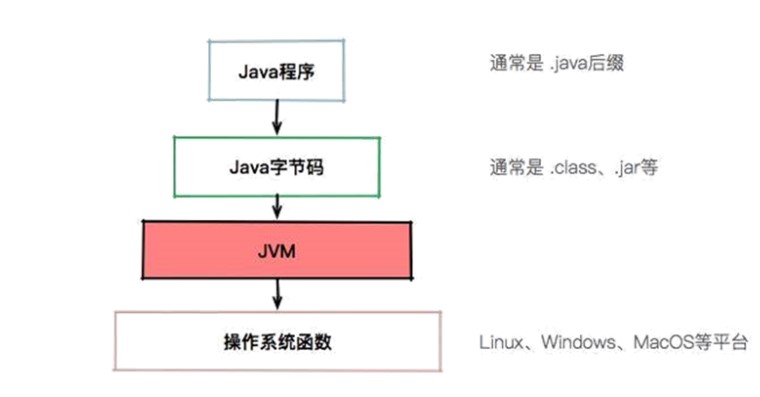 Java程序
通常是 .java后缀
Java字节码
通常是 .class、.jar等
JVM
操作系统函数
Linux、Windows、MacOS等平台